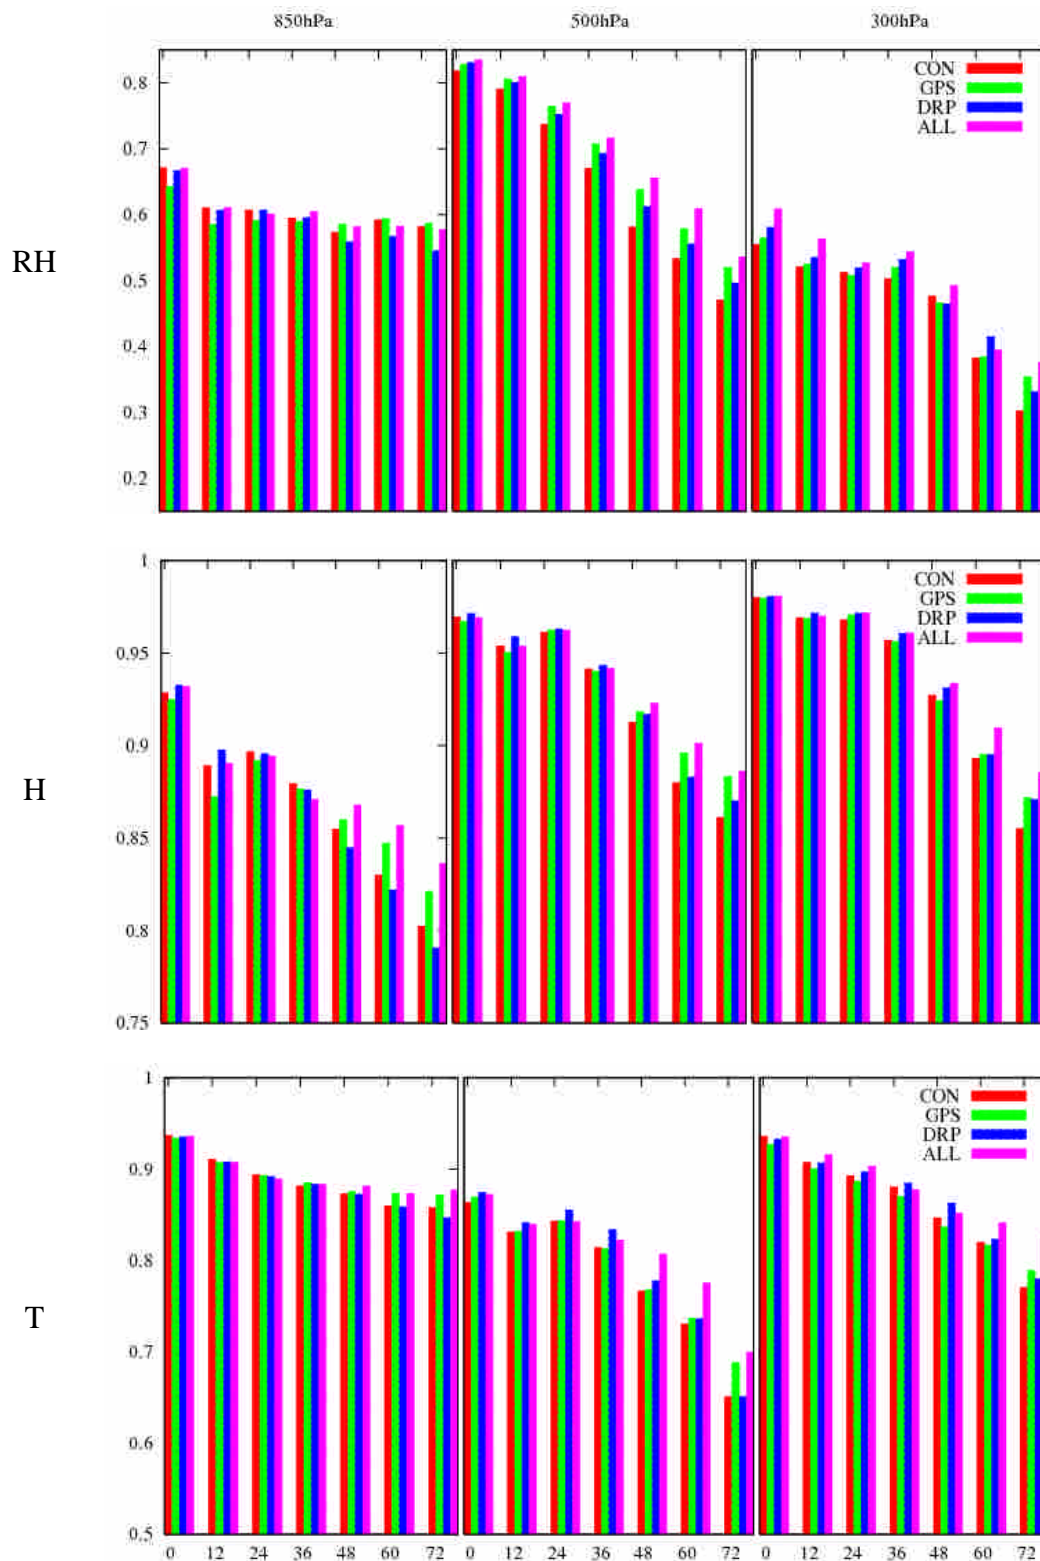 850hPa 500hPa 300hPa
CON
0.8
GPS
DRP
ALL
0.7
0.6
RH
0.5
0.4
0.3
0.2
1
CON
GPS
DRP
ALL
0.95
0.9
H
0.85
0.8
0.75
1
CON
GPS
DRP
ALL
0.9
0.8
T
0.7
0.6
0.5
0 12 24 36 48 60 72 0 12 24 36 48 60 72 0 12 24 36 48 60 72